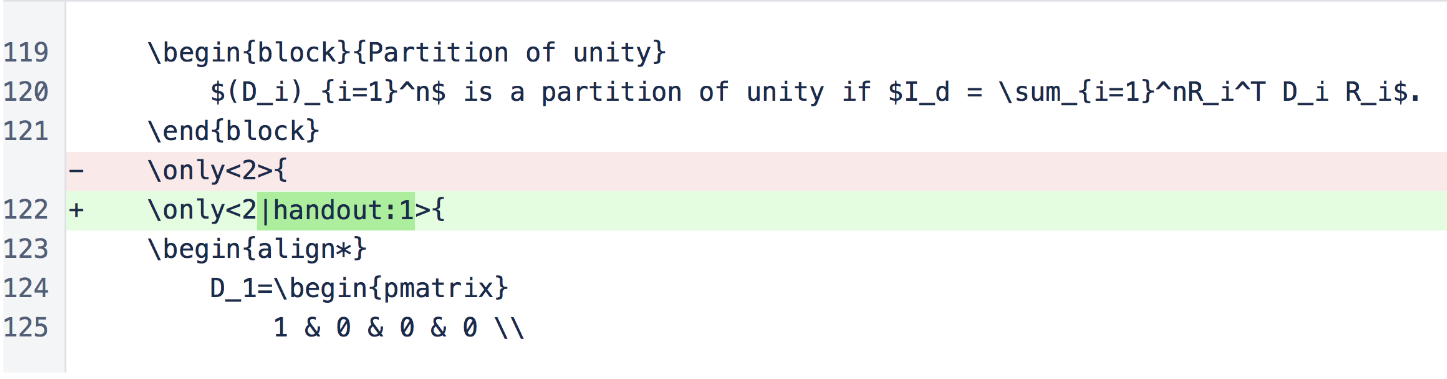 119 \begin{block}{Partition of unity}
120 $(D_i)_{i=1}^n$ is a partition of unity if $I_d = \sum_{i=1}^nR_i^T D_i R_i$.
121 \end{block}
- \only<2>{
122 + \only<2|handout:1>{
123 \begin{align*}
124 D_1=\begin{pmatrix}
125 1 & 0 & 0 & 0 \\